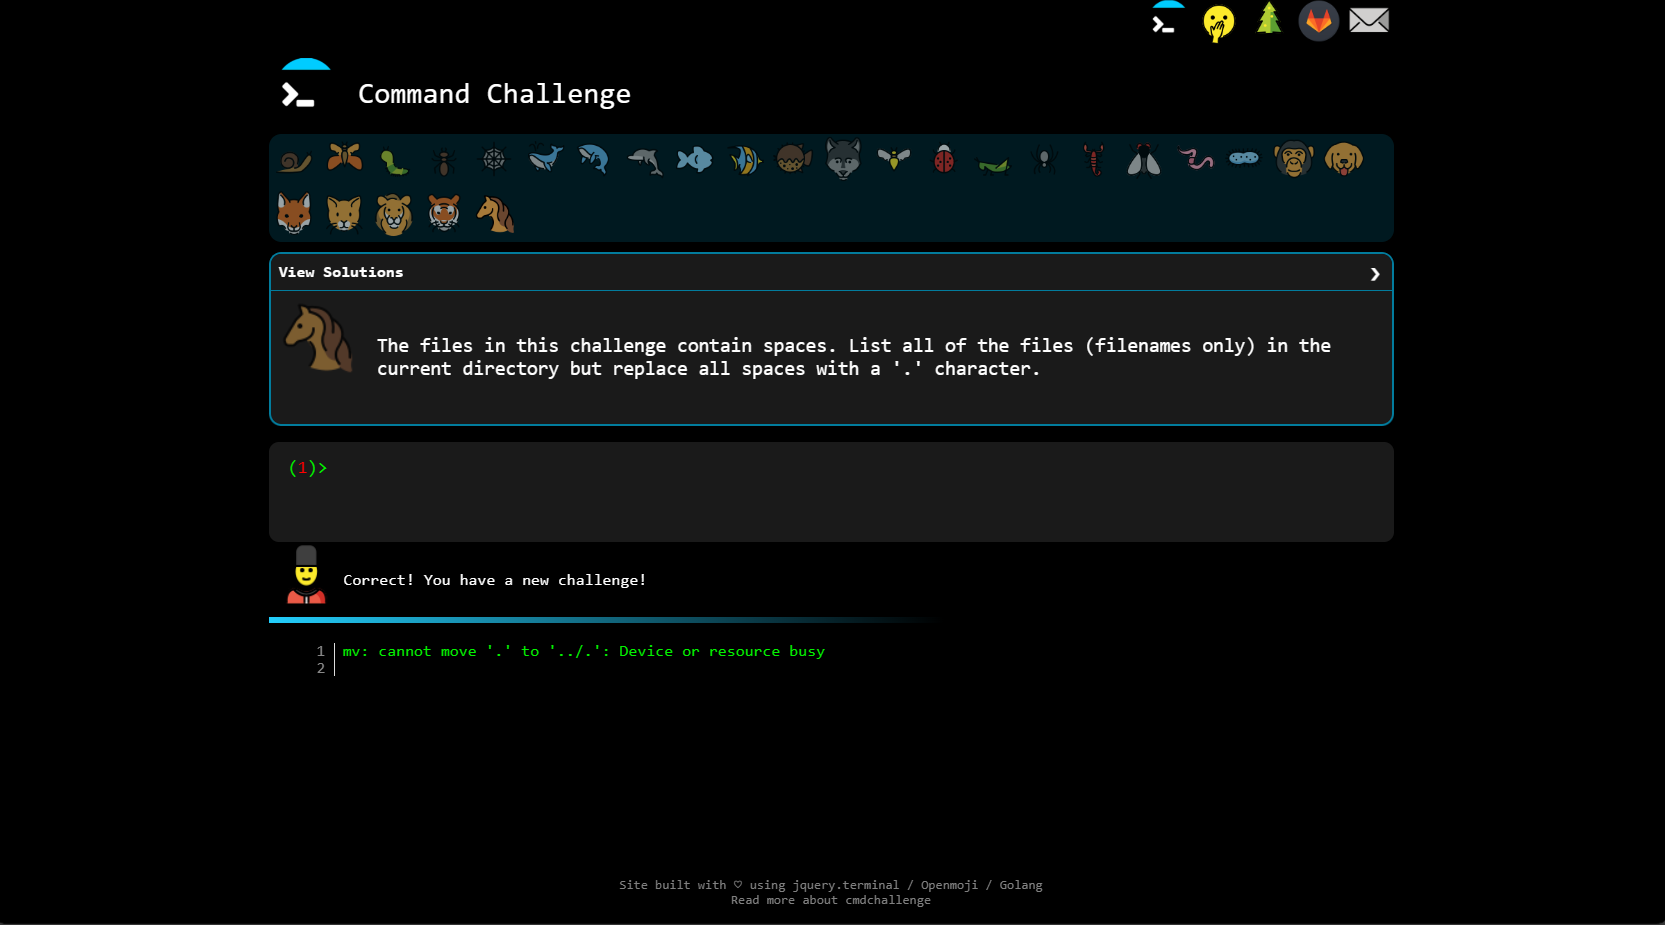 Command Challenge
View Solutions
The files in this challenge contain spaces. List all of the files (filenames only) in the
current directory but replace all spaces with a '.' character.
(1)>
Correct! You have a new challenge!
1 mv: cannot move '.' to '../.': Device or resource busy
2
Site built with ♡ using jquery.terminal / Openmoji / Golang
Read more about cmdchallenge